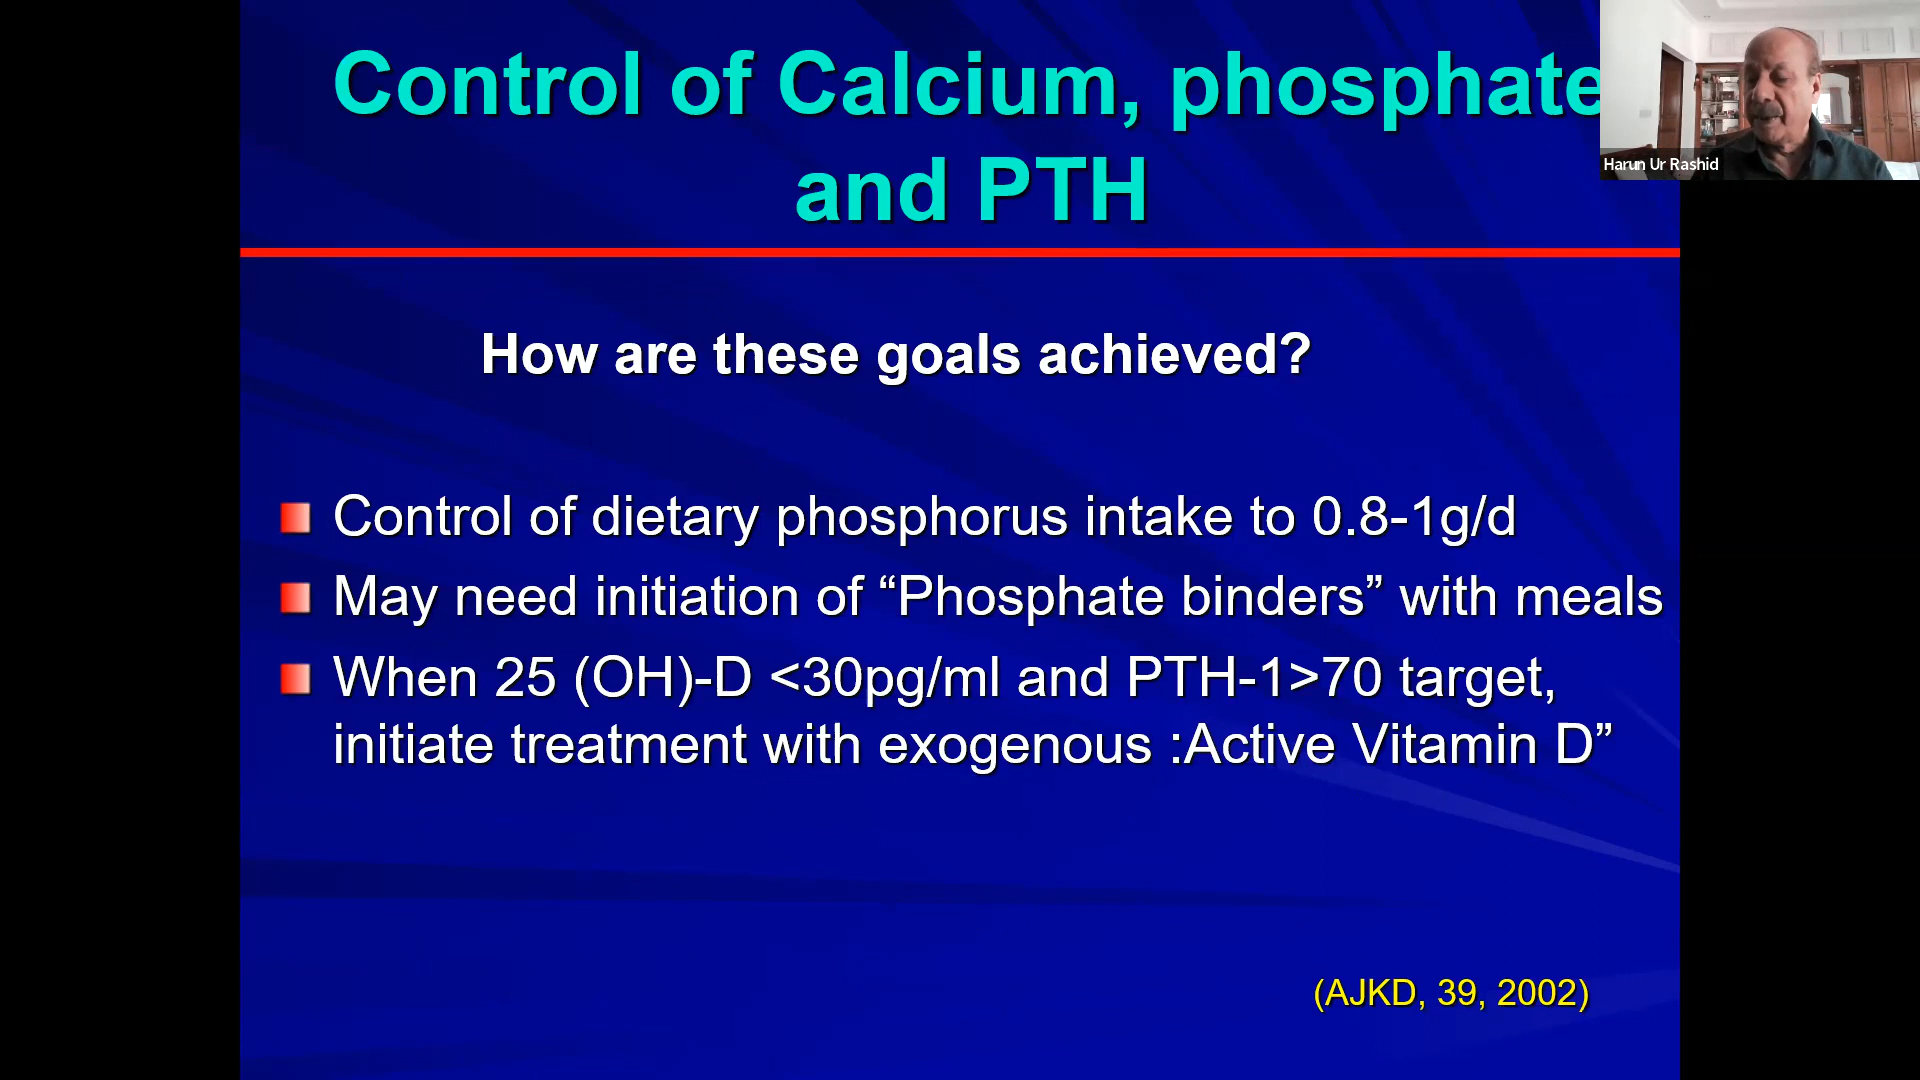 Control of Calcium, phosphate
and PTH
Harun Ur Rashid
How are these goals achieved?
Control of dietary phosphorus intake to 0.8-1g/d
May need initiation of “Phosphate binders” with meals
When 25 (OH)-D <30pg/ml and PTH-1>70 target,
initiate treatment with exogenous :Active Vitamin D”
(AJKD, 39, 2002)